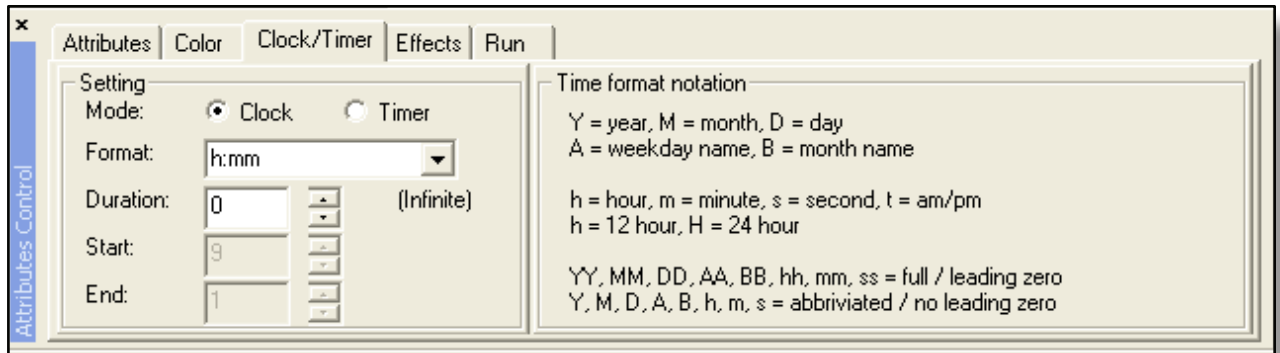 x
Attributes Control
Attributes Color Clock/Timer Effects Run
Setting
Mode: Clock Timer
Format: h:mm
Duration: 0 (Infinite)
Start: 9
End: 1
Time format notation
Y = year, M = month, D = day
A = weekday name, B = month name
h = hour, m = minute, s = second, t = am/pm
h = 12 hour, H = 24 hour
YY, MM, DD, AA, BB, hh, mm, ss = full / leading zero
Y, M, D, A, B, h, m, s = abbriviated / no leading zero